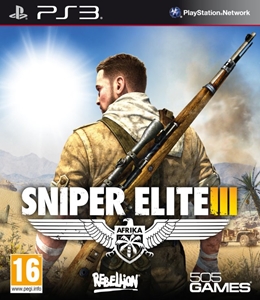 PS3
PlayStation Network
SNIPER ELITE III
AFRIKA
16
www.pegi.info
REBELLION
505
GAMES